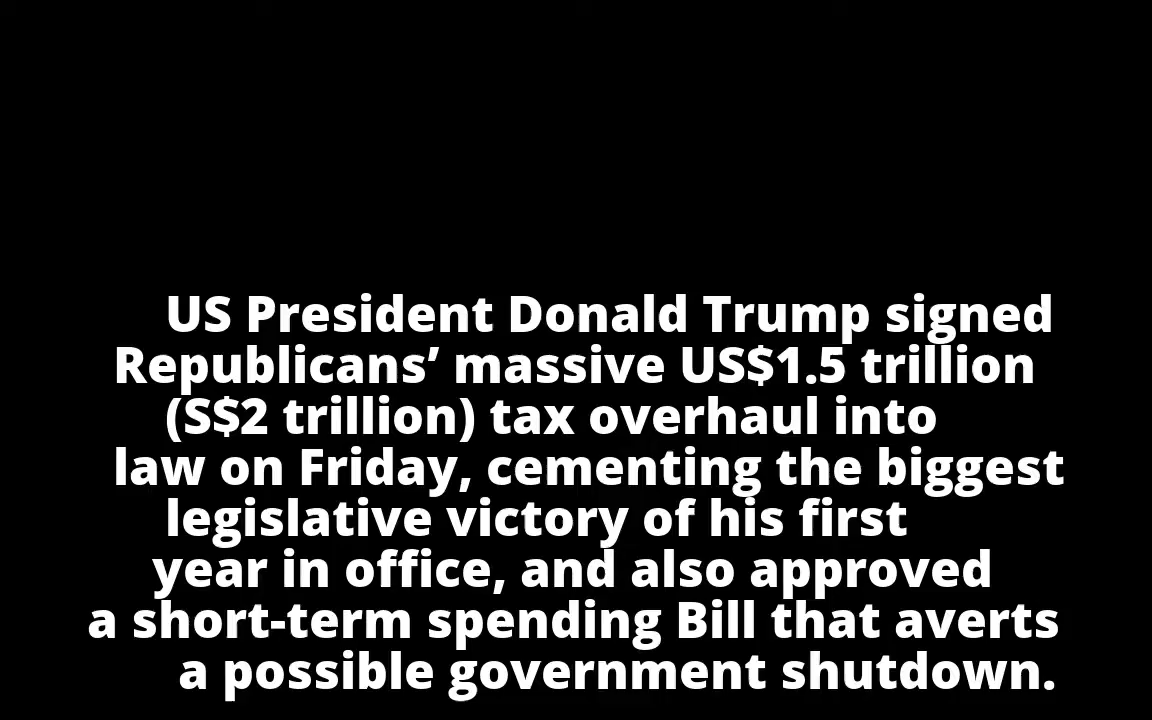 US President Donald Trump signed
Republicans’ massive US$1.5 trillion
(S$2 trillion) tax overhaul into
law on Friday, cementing the biggest
legislative victory of his first
year in office, and also approved
a short-term spending Bill that averts
a possible government shutdown.